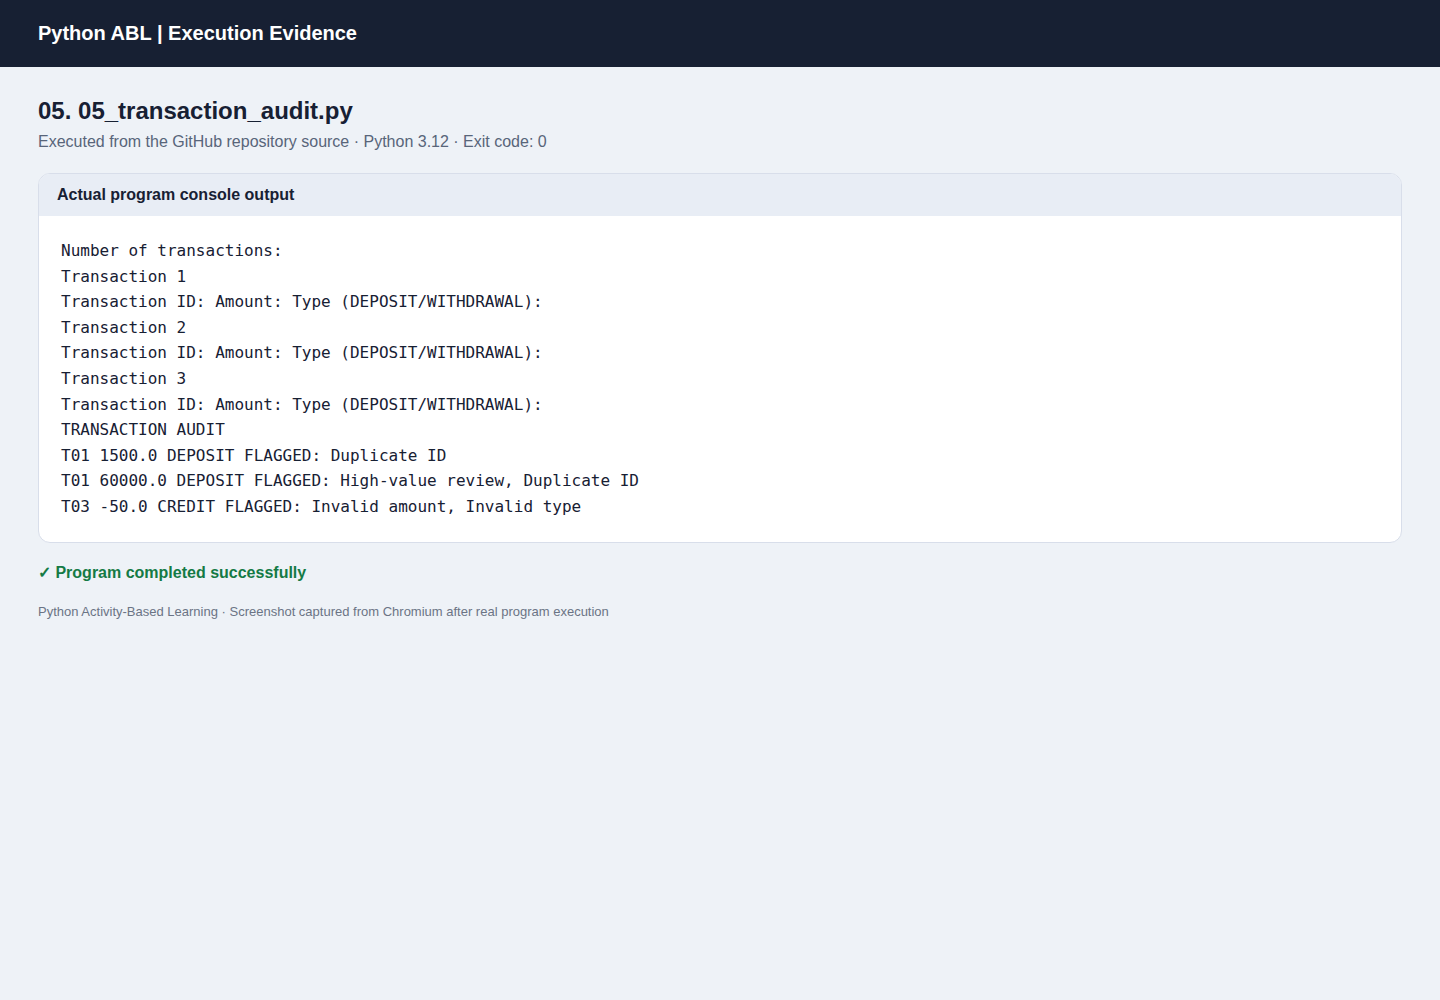 Python ABL | Execution Evidence
05. 05_transaction_audit.py
Executed from the GitHub repository source · Python 3.12 · Exit code: 0
Actual program console output
Number of transactions:
Transaction 1
Transaction ID: Amount: Type (DEPOSIT/WITHDRAWAL):
Transaction 2
Transaction ID: Amount: Type (DEPOSIT/WITHDRAWAL):
Transaction 3
Transaction ID: Amount: Type (DEPOSIT/WITHDRAWAL):
TRANSACTION AUDIT
T01 1500.0 DEPOSIT FLAGGED: Duplicate ID
T01 60000.0 DEPOSIT FLAGGED: High-value review, Duplicate ID
T03 -50.0 CREDIT FLAGGED: Invalid amount, Invalid type
✓ Program completed successfully
Python Activity-Based Learning · Screenshot captured from Chromium after real program execution